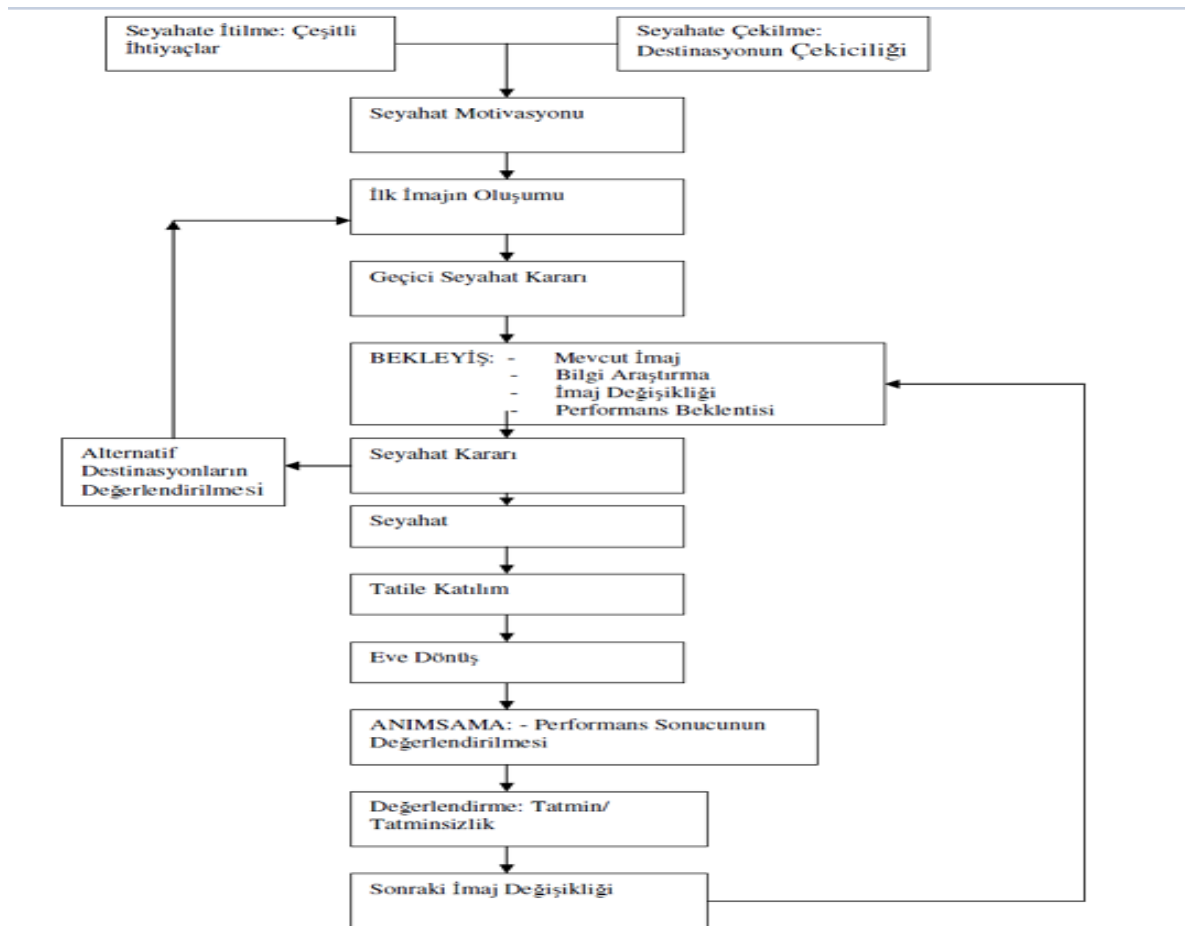 Seyahate İtilme: Çeşitli
İhtiyaçlar
Seyahate Çekilme:
Destinasyonun Çekiciliği
Seyahat Motivasyonu
İlk İmajın Oluşumu
Geçici Seyahat Kararı
BEKLEYİŞ: - Mevcut İmaj
- Bilgi Araştırma
- İmaj Değişikliği
- Performans Beklentisi
Alternatif
Destinasyonların
Değerlendirilmesi
Seyahat Kararı
Seyahat
Tatile Katılım
Eve Dönüş
ANIMSAMA: - Performans Sonucunun
Değerlendirilmesi
Değerlendirme: Tatmin/
Tatminsizlik
Sonraki İmaj Değişikliği